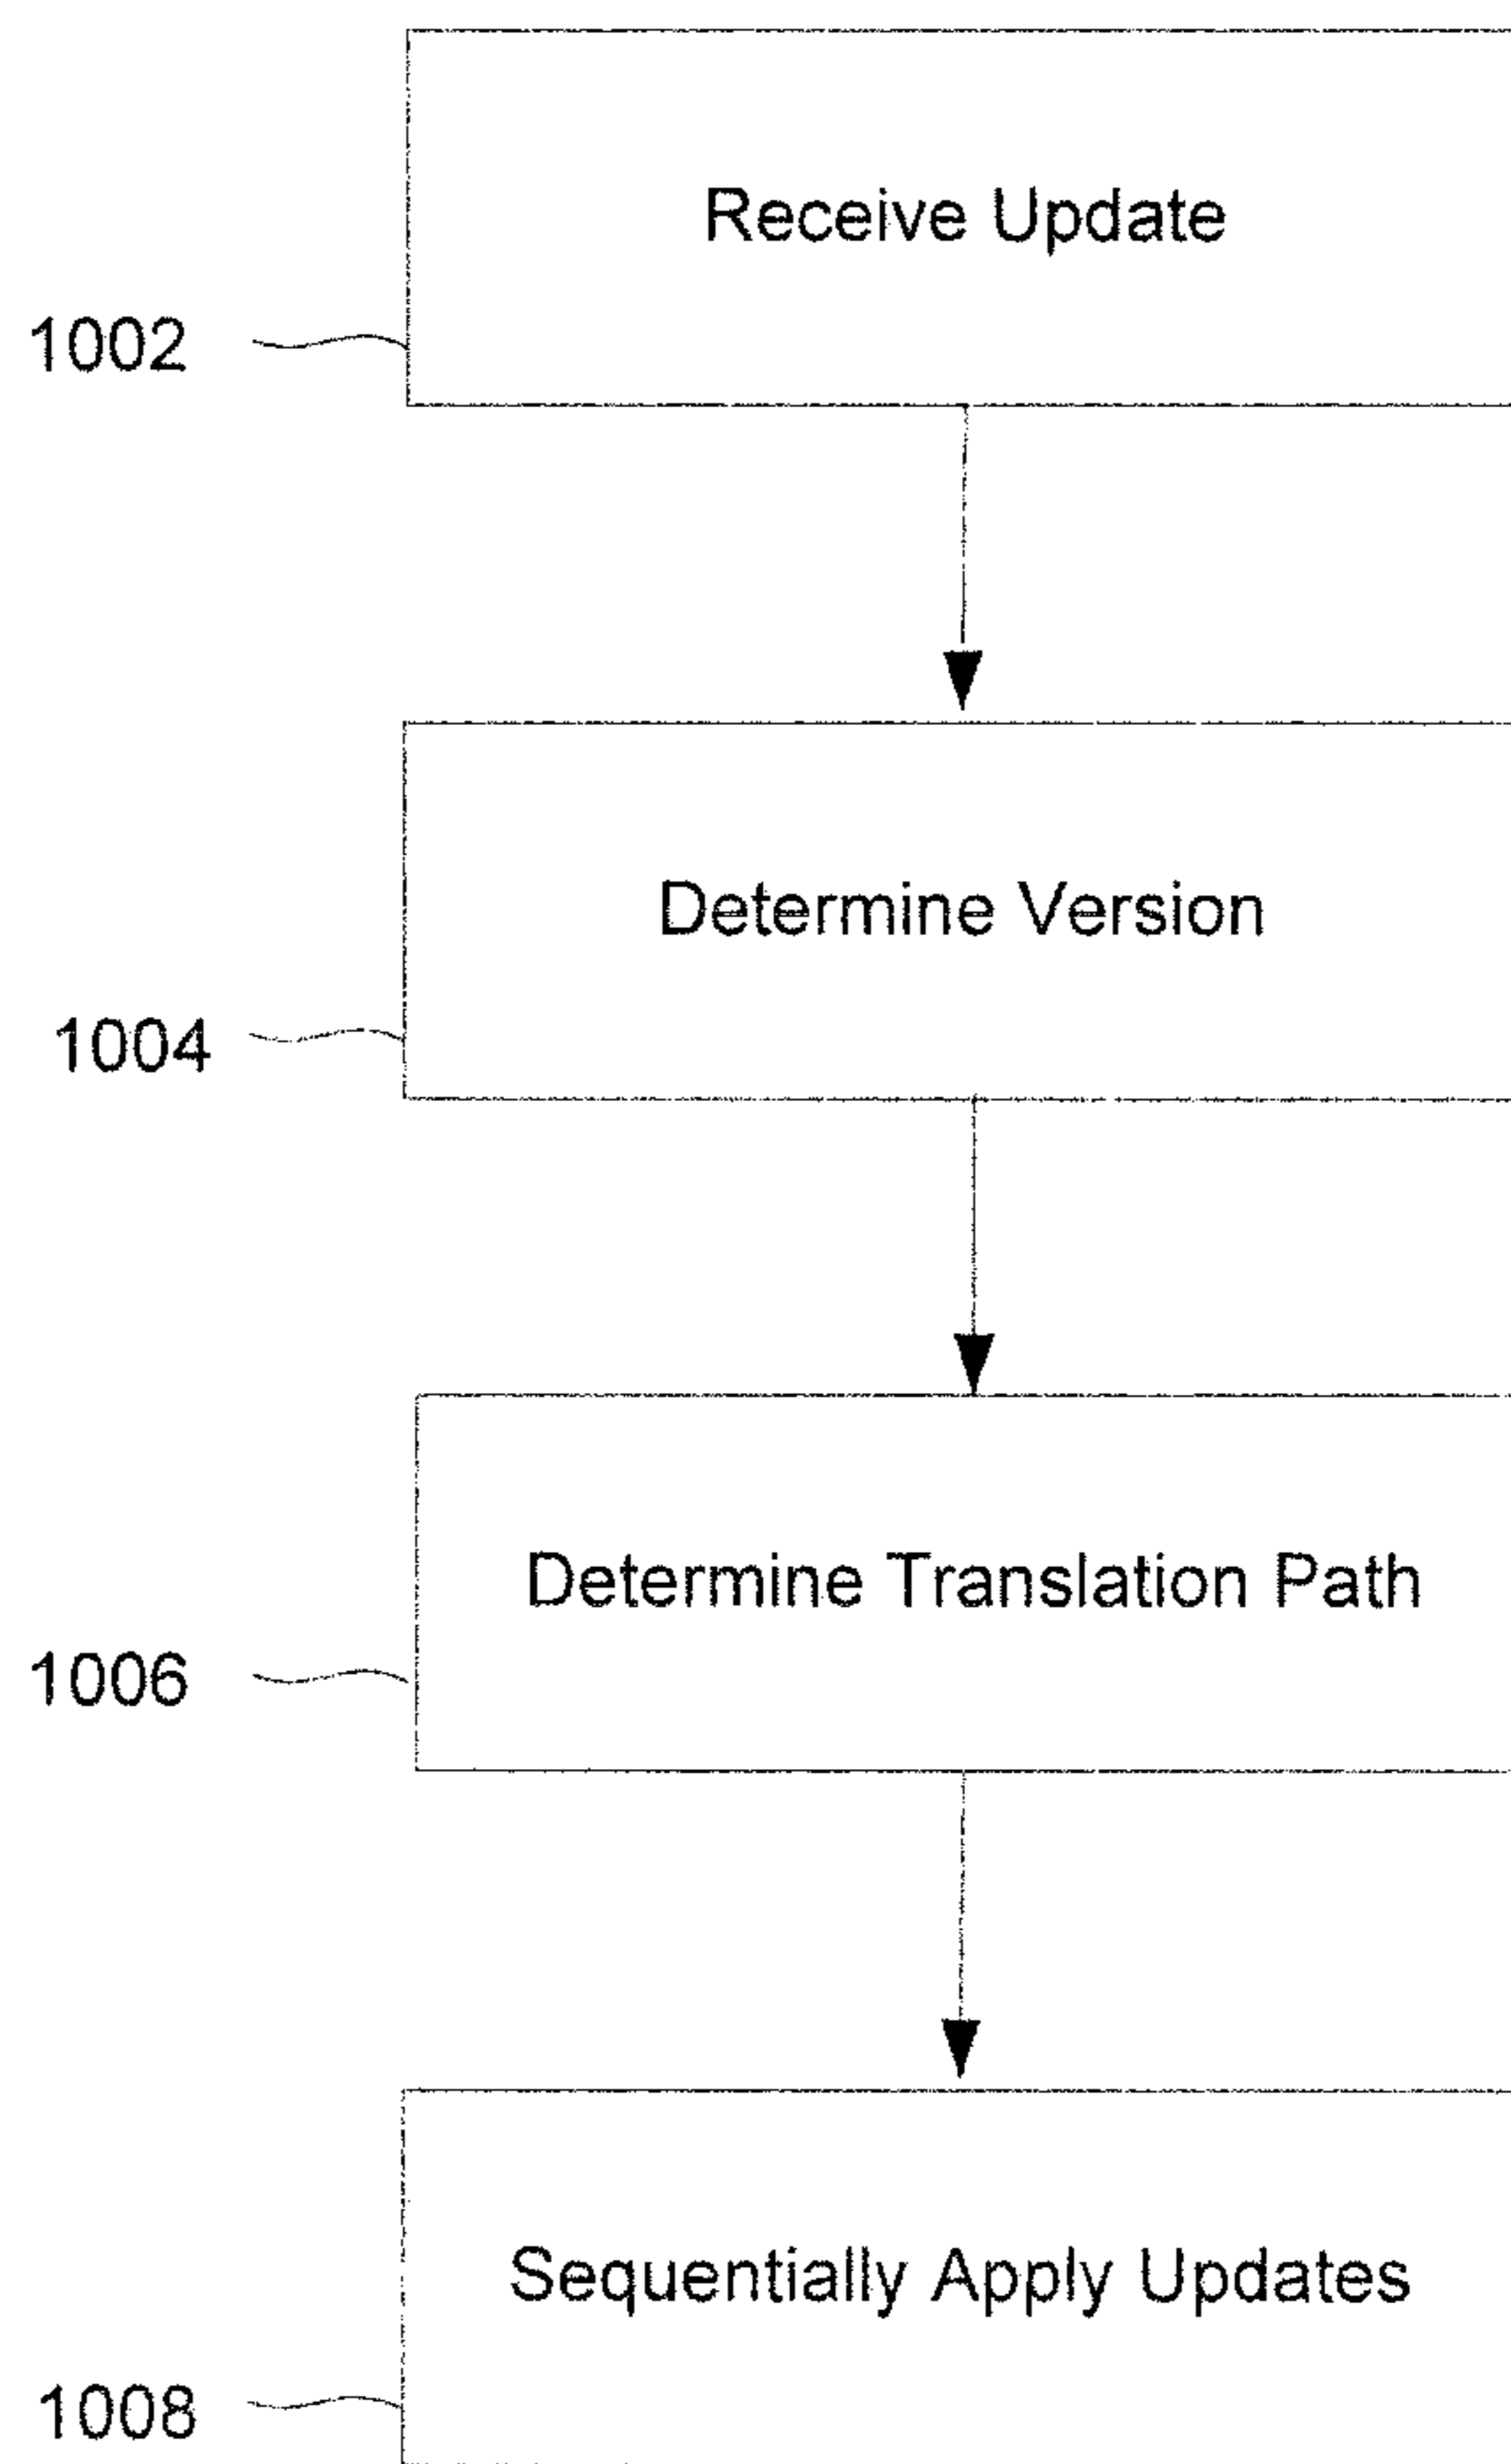 Receive Update
1002
Determine Version
1004
Determine Translation Path
1006
Sequentially Apply Updates
1008